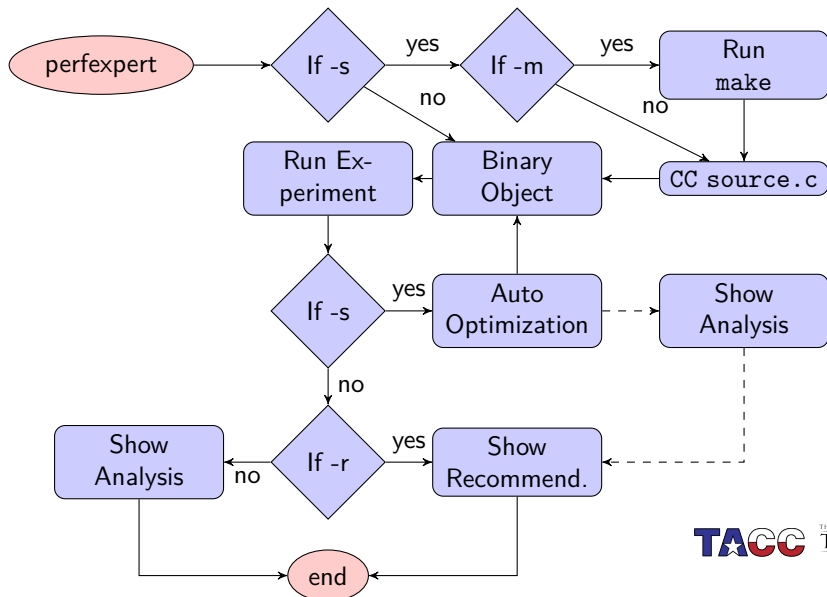 perfexpert
If -s
yes
If -m
yes
Run
make
no
no
Run Ex-
periment
Binary
Object
CC source.c
If -s
yes
Auto
Optimization
Show
Analysis
no
Show
Analysis
no
If -r
yes
Show
Recommend.
end
TACC